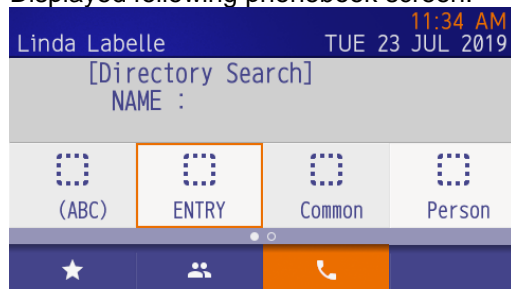 Displayed following phonebook screen.
11:34 AM
Linda Labelle TUE 23 JUL 2019
[Directory Search]
NAME :
(ABC) ENTRY Common Person